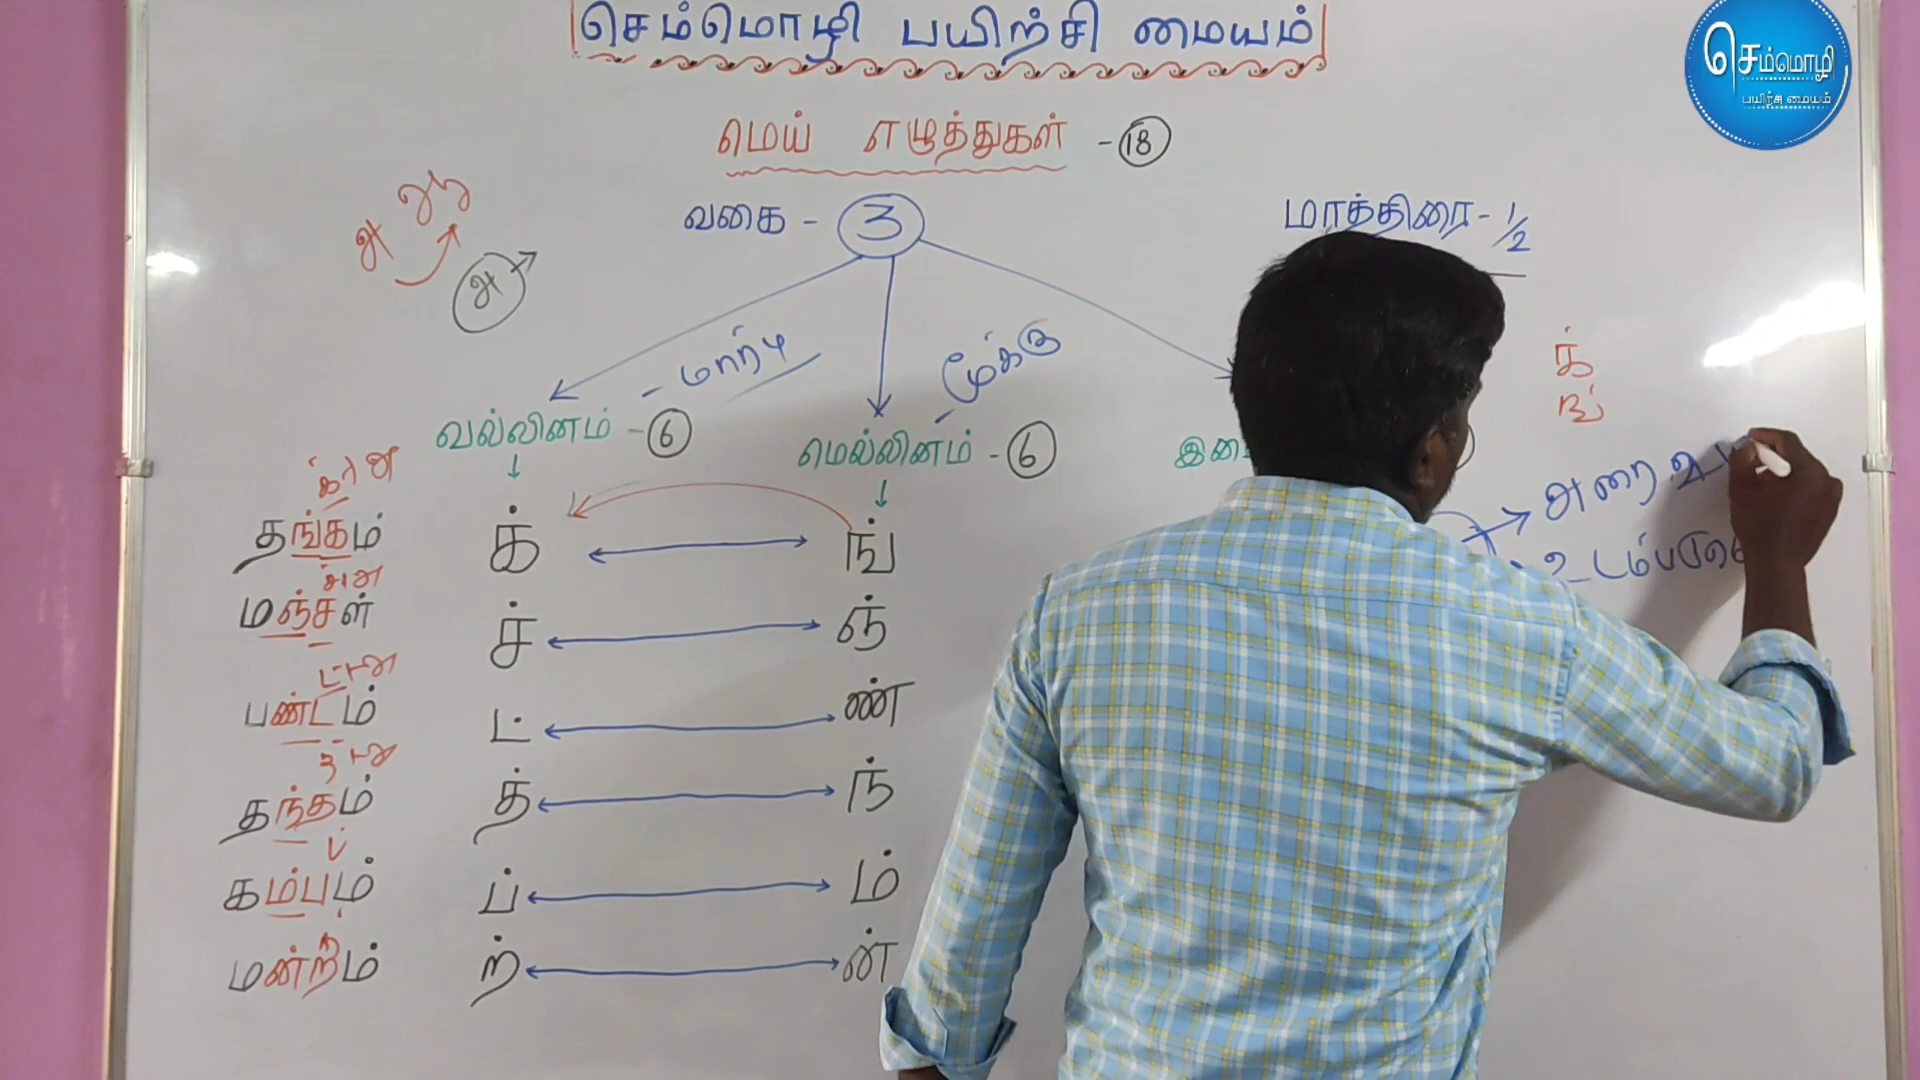 செம்மொழி பயிற்சி மையம்
செம்மொழி
பயிற்சி மையம்
மெய் எழுத்துகள் - 18
வகை - 3
மாத்திரை - 1/2
அ ஆ
அ
- மார்பு
- மூக்கு
வல்லினம் - 6
மெல்லினம் - 6
க்
ங்
அரை
க்+அ
தங்கம் க் ங்
ச்+அ
மஞ்சள் ச் ஞ்
ட்+அ
பண்டம் ட் ண்
த்+அ
தந்தம் த் ந்
ப்
கம்பம் ப் ம்
மன்றம் ற் ன்